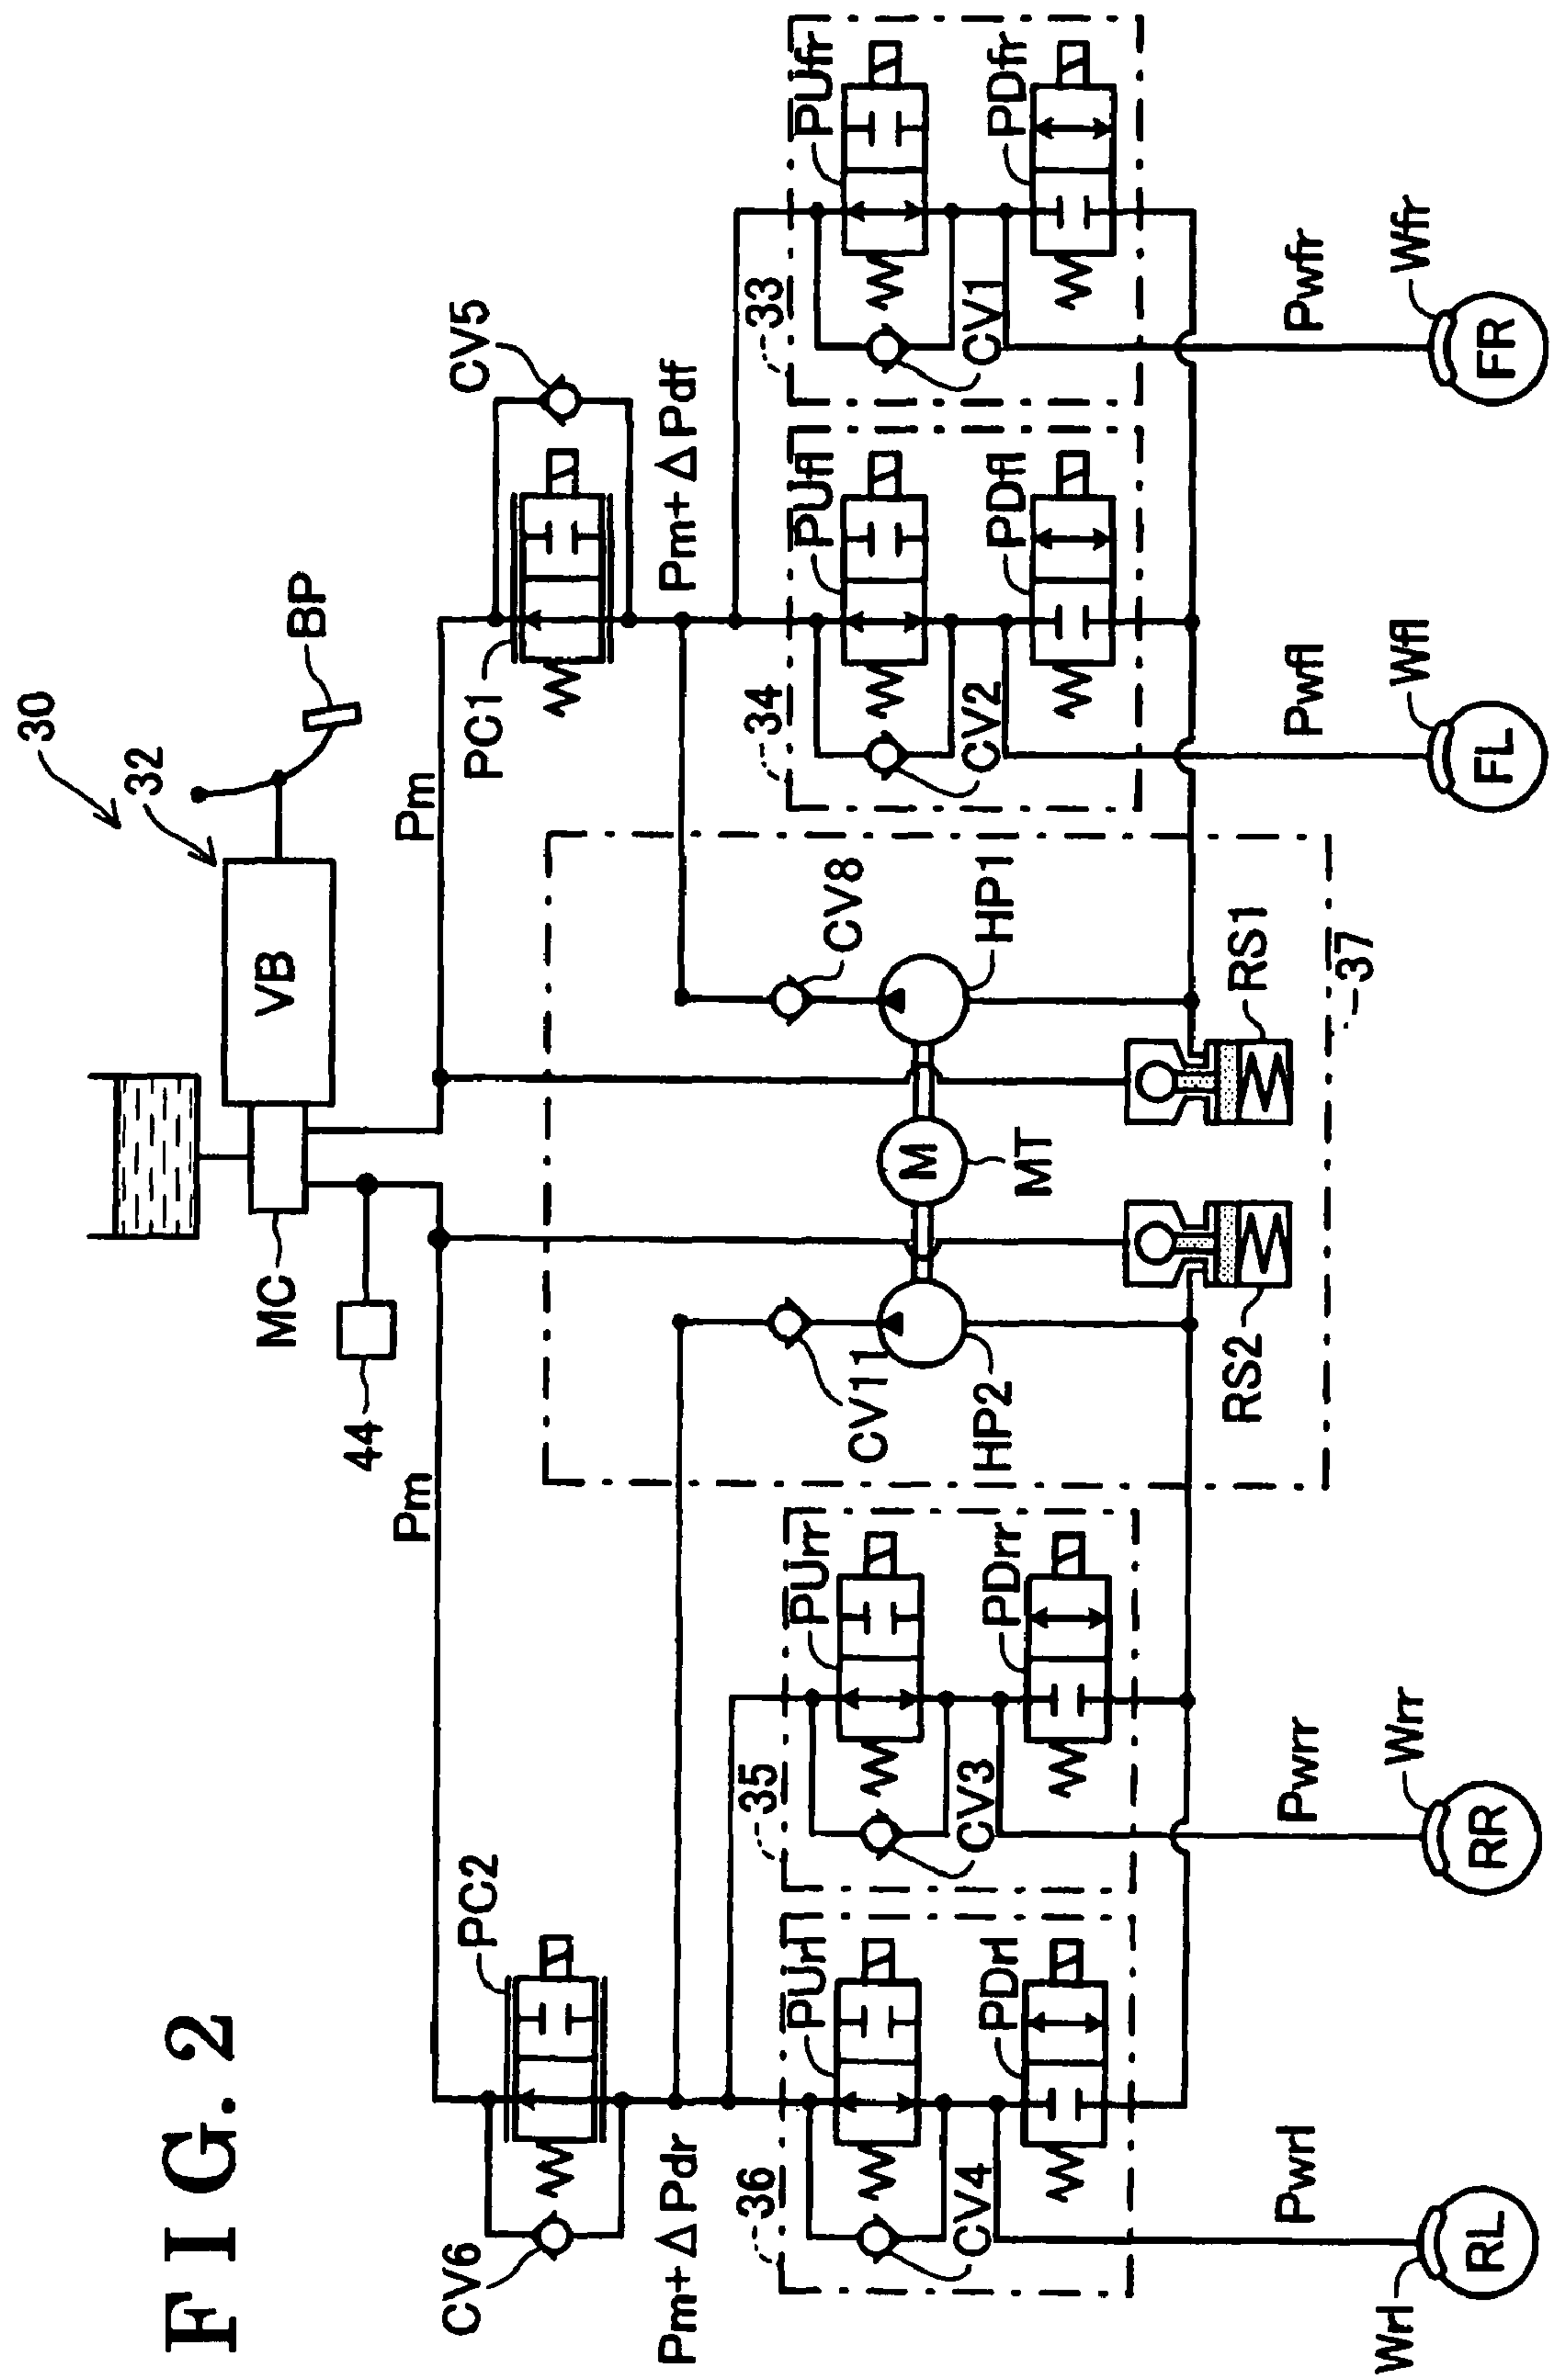 FIG. 2
30
32
BP
VB
MC
44
Pm
Pm
PC2
CV6
PC1
CV5
Pm+ΔPdr
Pm+ΔPdf
36
PUrl
PDrl
CV4
35
PUrr
PDrr
CV3
CV11
HP2
M
MT
CV8
HP1
RS2
RS1
37
34
PUfl
PDfl
CV2
33
PUfr
PDfr
CV1
Pwrl
Wrl
RL
Pwrr
Wrr
RR
Pwfl
Wfl
FL
Pwfr
Wfr
FR